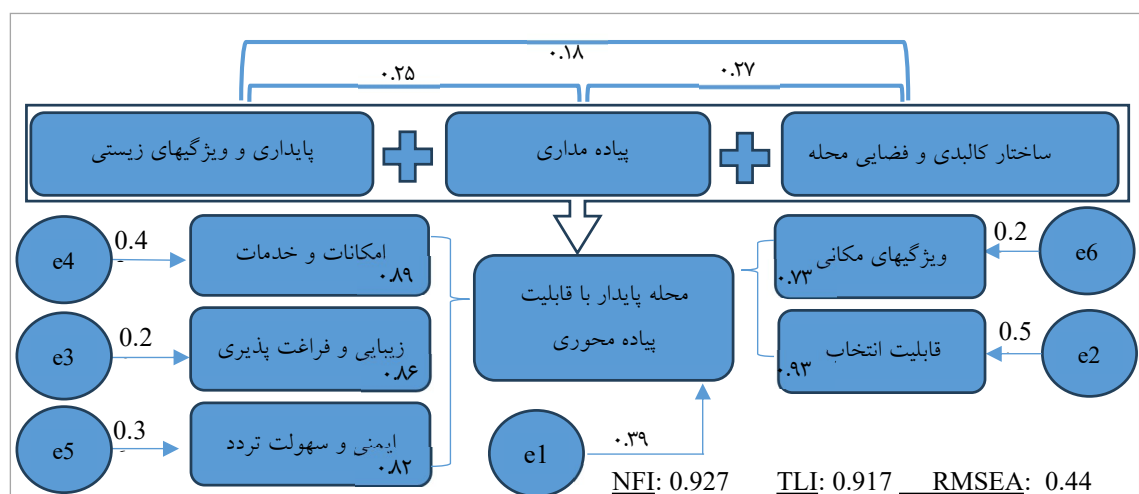 ۰.۱۸
۰.۲۷ ۰.۲۵
ساختار کالبدی و فضایی محله
پیاده مداری
پایداری و ویژگیهای زیستی
ویژگیهای مکانی
۰.۷۳
0.2
e6
قابلیت انتخاب
۰.۹۳
0.5
e2
محله پایدار با قابلیت
پیاده محوری
امکانات و خدمات
۰.۸۹
0.4
e4
زیبایی و فراغت پذیری
۰.۸۶
0.2
e3
ایمنی و سهولت تردد
۰.۸۲
0.3
e5
e1
۰.۳۹
NFI: 0.927 TLI: 0.917 RMSEA: 0.44